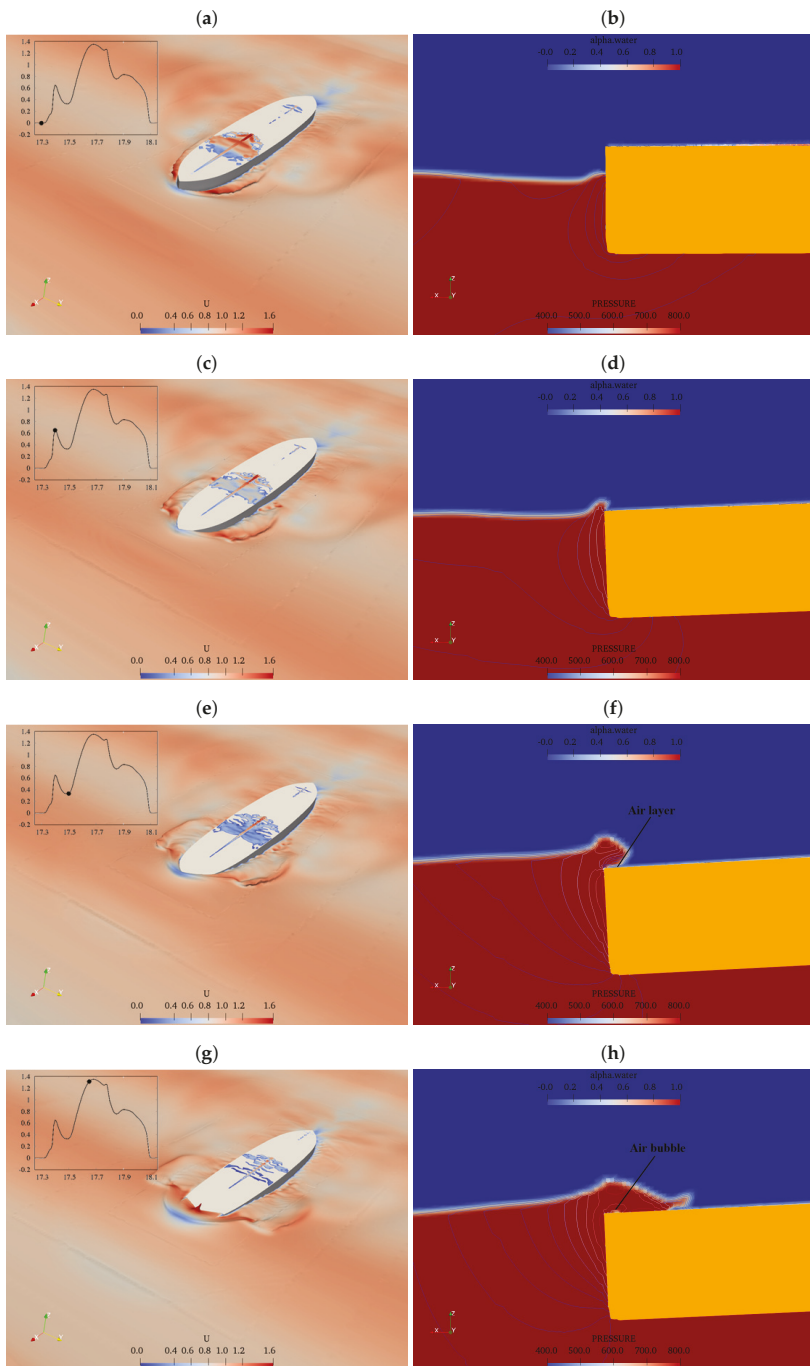 (a)
(b)
1.4
1.2
1
0.8
0.6
0.4
0.2
0
-0.2
17.3 17.5 17.7 17.9 18.1
Z
X Y
U
0.0 0.4 0.6 0.8 1.0 1.2 1.6
alpha.water
-0.0 0.2 0.4 0.6 0.8 1.0
Z
X Y
PRESSURE
400.0 500.0 600.0 700.0 800.0
(c)
(d)
1.4
1.2
1
0.8
0.6
0.4
0.2
0
-0.2
17.3 17.5 17.7 17.9 18.1
Z
X Y
U
0.0 0.4 0.6 0.8 1.0 1.2 1.6
alpha.water
-0.0 0.2 0.4 0.6 0.8 1.0
Z
X Y
PRESSURE
400.0 500.0 600.0 700.0 800.0
(e)
(f)
1.4
1.2
1
0.8
0.6
0.4
0.2
0
-0.2
17.3 17.5 17.7 17.9 18.1
Z
X Y
U
0.0 0.4 0.6 0.8 1.0 1.2 1.6
alpha.water
-0.0 0.2 0.4 0.6 0.8 1.0
Air layer
Z
X Y
PRESSURE
400.0 500.0 600.0 700.0 800.0
(g)
(h)
1.4
1.2
1
0.8
0.6
0.4
0.2
0
-0.2
17.3 17.5 17.7 17.9 18.1
Z
X Y
U
0.0 0.4 0.6 0.8 1.0 1.2 1.6
alpha.water
-0.0 0.2 0.4 0.6 0.8 1.0
Air bubble
Z
X Y
PRESSURE
400.0 500.0 600.0 700.0 800.0